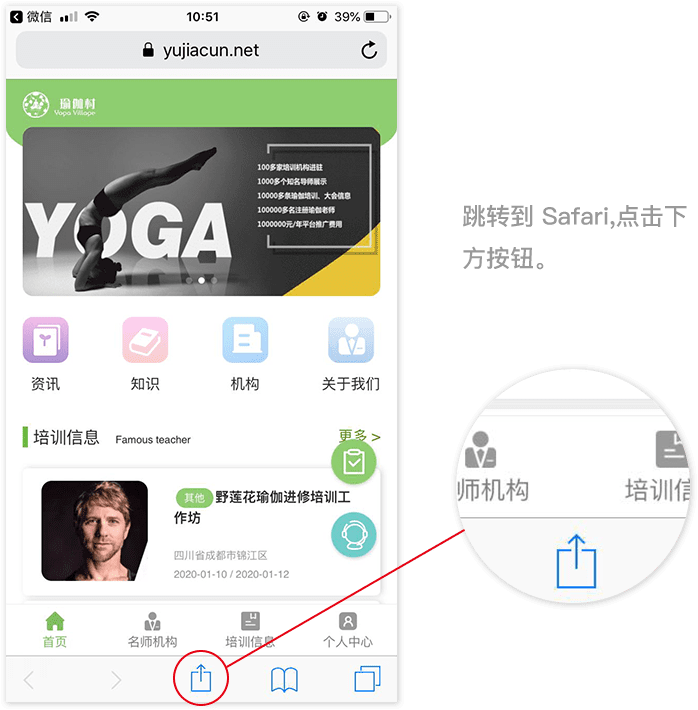 微信
10:51
39%
yujiacun.net
瑜伽村
Yoga Village
YOGA
100多家培训机构进驻
1000多个知名导师展示
10000多条瑜伽培训、大会信息
100000多名注册瑜伽老师
1000000元/年平台推广费用
跳转到 Safari,点击下
方按钮。
资讯
知识
机构
关于我们
培训信息
Famous teacher
更多 >
其他 野莲花瑜伽进修培训工
作坊
四川省成都市锦江区
2020-01-10 / 2020-01-12
首页
名师机构
培训信息
个人中心
师机构
培训信